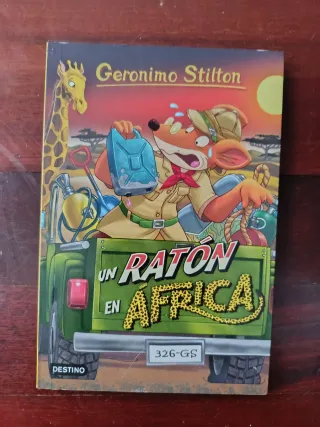 Geronimo Stilton
UN RATÓN
EN ÁFRICA
326-GS
DESTINO